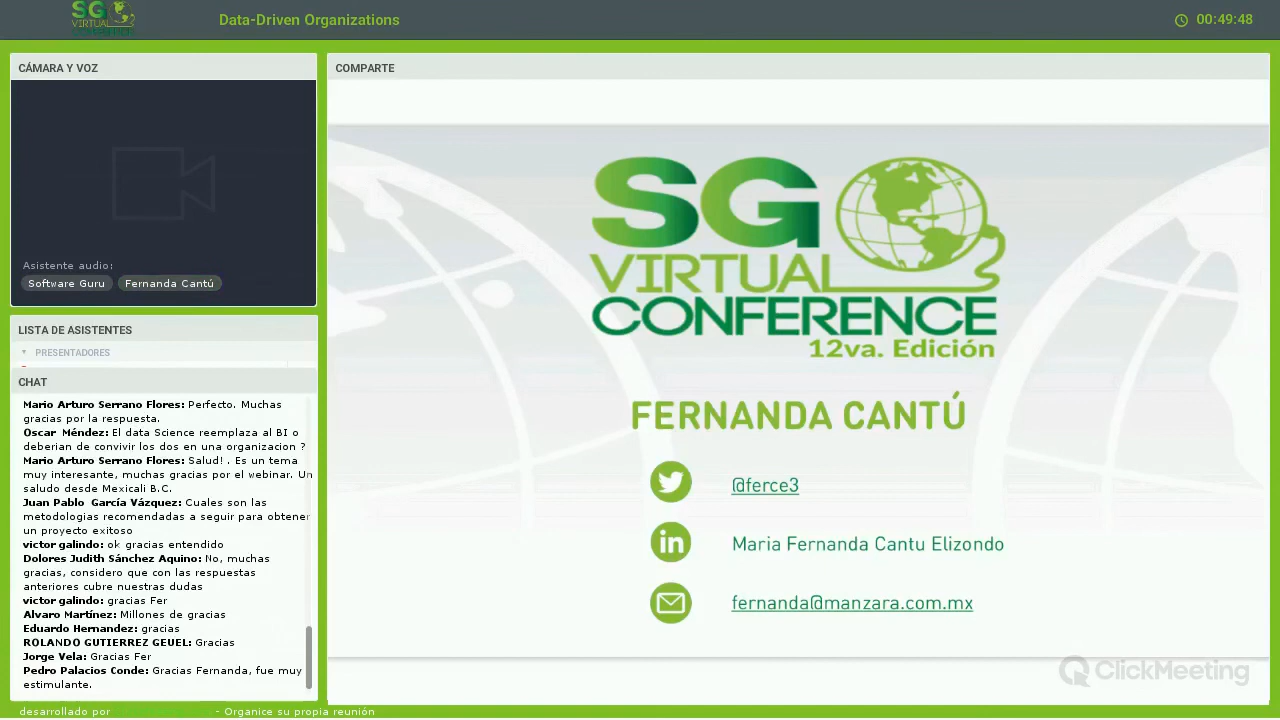 SG
VIRTUAL
CONFERENCE
Data-Driven Organizations
00:49:48
CÁMARA Y VOZ
Asistente audio:
Software Guru
Fernanda Cantú
LISTA DE ASISTENTES
PRESENTADORES
CHAT
Mario Arturo Serrano Flores: Perfecto. Muchas
gracias por la respuesta.
Oscar Méndez: El data Science reemplaza al BI o
deberian de convivir los dos en una organizacion ?
Mario Arturo Serrano Flores: Salud! . Es un tema
muy interesante, muchas gracias por el webinar. Un
saludo desde Mexicali B.C.
Juan Pablo García Vázquez: Cuales son las
metodologias recomendadas a seguir para obtener
un proyecto exitoso
victor galindo: ok gracias entendido
Dolores Judith Sánchez Aquino: No, muchas
gracias, considero que con las respuestas
anteriores cubre nuestras dudas
victor galindo: gracias Fer
Alvaro Martínez: Millones de gracias
Eduardo Hernandez: gracias
ROLANDO GUTIERREZ GEUEL: Gracias
Jorge Vela: Gracias Fer
Pedro Palacios Conde: Gracias Fernanda, fue muy
estimulante.
desarrollado por
- Organice su propia reunión
COMPARTE
SG
VIRTUAL
CONFERENCE
12va. Edición
FERNANDA CANTÚ
@ferce3
in
Maria Fernanda Cantu Elizondo
fernanda@manzara.com.mx
ClickMeeting